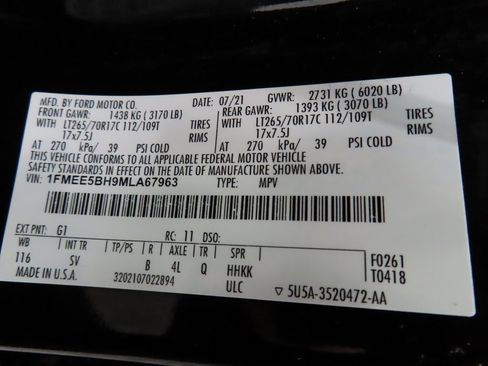 MFD. BY FORD MOTOR CO. DATE: 07/21 GVWR: 2731 KG ( 6020 LB)
FRONT GAWR: 1438 KG ( 3170 LB) REAR GAWR: 1393 KG ( 3070 LB)
WITH LT265/70R17C 112/109T TIRES WITH LT265/70R17C 112/109T TIRES
17x7.5J RIMS 17x7.5J RIMS
AT 270 kPa/ 39 PSI COLD AT 270 kPa/ 39 PSI COLD
THIS VEHICLE CONFORMS TO ALL APPLICABLE FEDERAL MOTOR VEHICLE
SAFETY STANDARDS IN EFFECT ON THE DATE OF MANUFACTURE SHOWN ABOVE.
VIN: 1FMEE5BH9MLA67963 TYPE: MPV
EXT PNT: G1 RC: 11 DSO: F0261
WB INT TR TP/PS R AXLE TR SPR T0418
116 SV B 4L Q HHKK
MADE IN U.S.A. 3202107022894 ULC ▽ 5U5A-3520472-AA